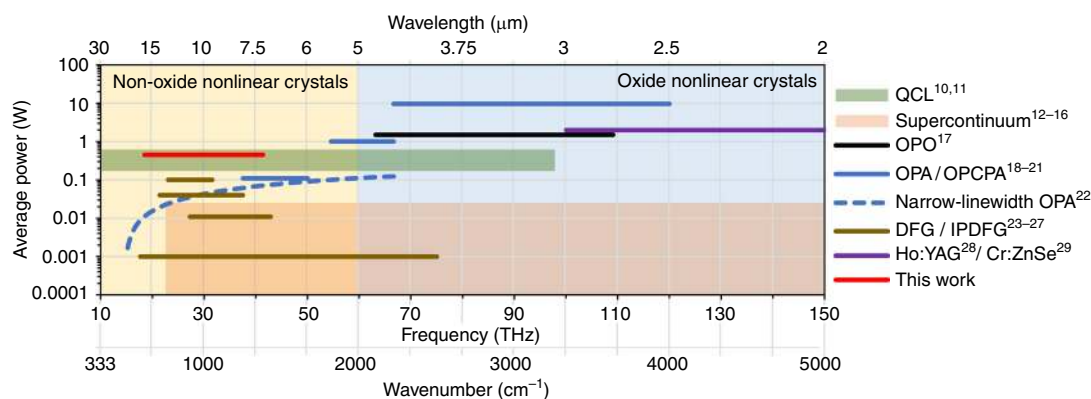 Wavelength (μm)
30 15 10 7.5 6 5 3.75 3 2.5 2
Non-oxide nonlinear crystals Oxide nonlinear crystals
Average power (W)
100
10
1
0.1
0.01
0.001
0.0001
10 30 50 70 90 110 130 150
Frequency (THz)
333 1000 2000 3000 4000 5000
Wavenumber (cm⁻¹)
QCL¹⁰,¹¹
Supercontinuum¹²⁻¹⁶
OPO¹⁷
OPA / OPCPA¹⁸⁻²¹
Narrow-linewidth OPA²²
DFG / IPDFG²³⁻²⁷
Ho:YAG²⁸/ Cr:ZnSe²⁹
This work